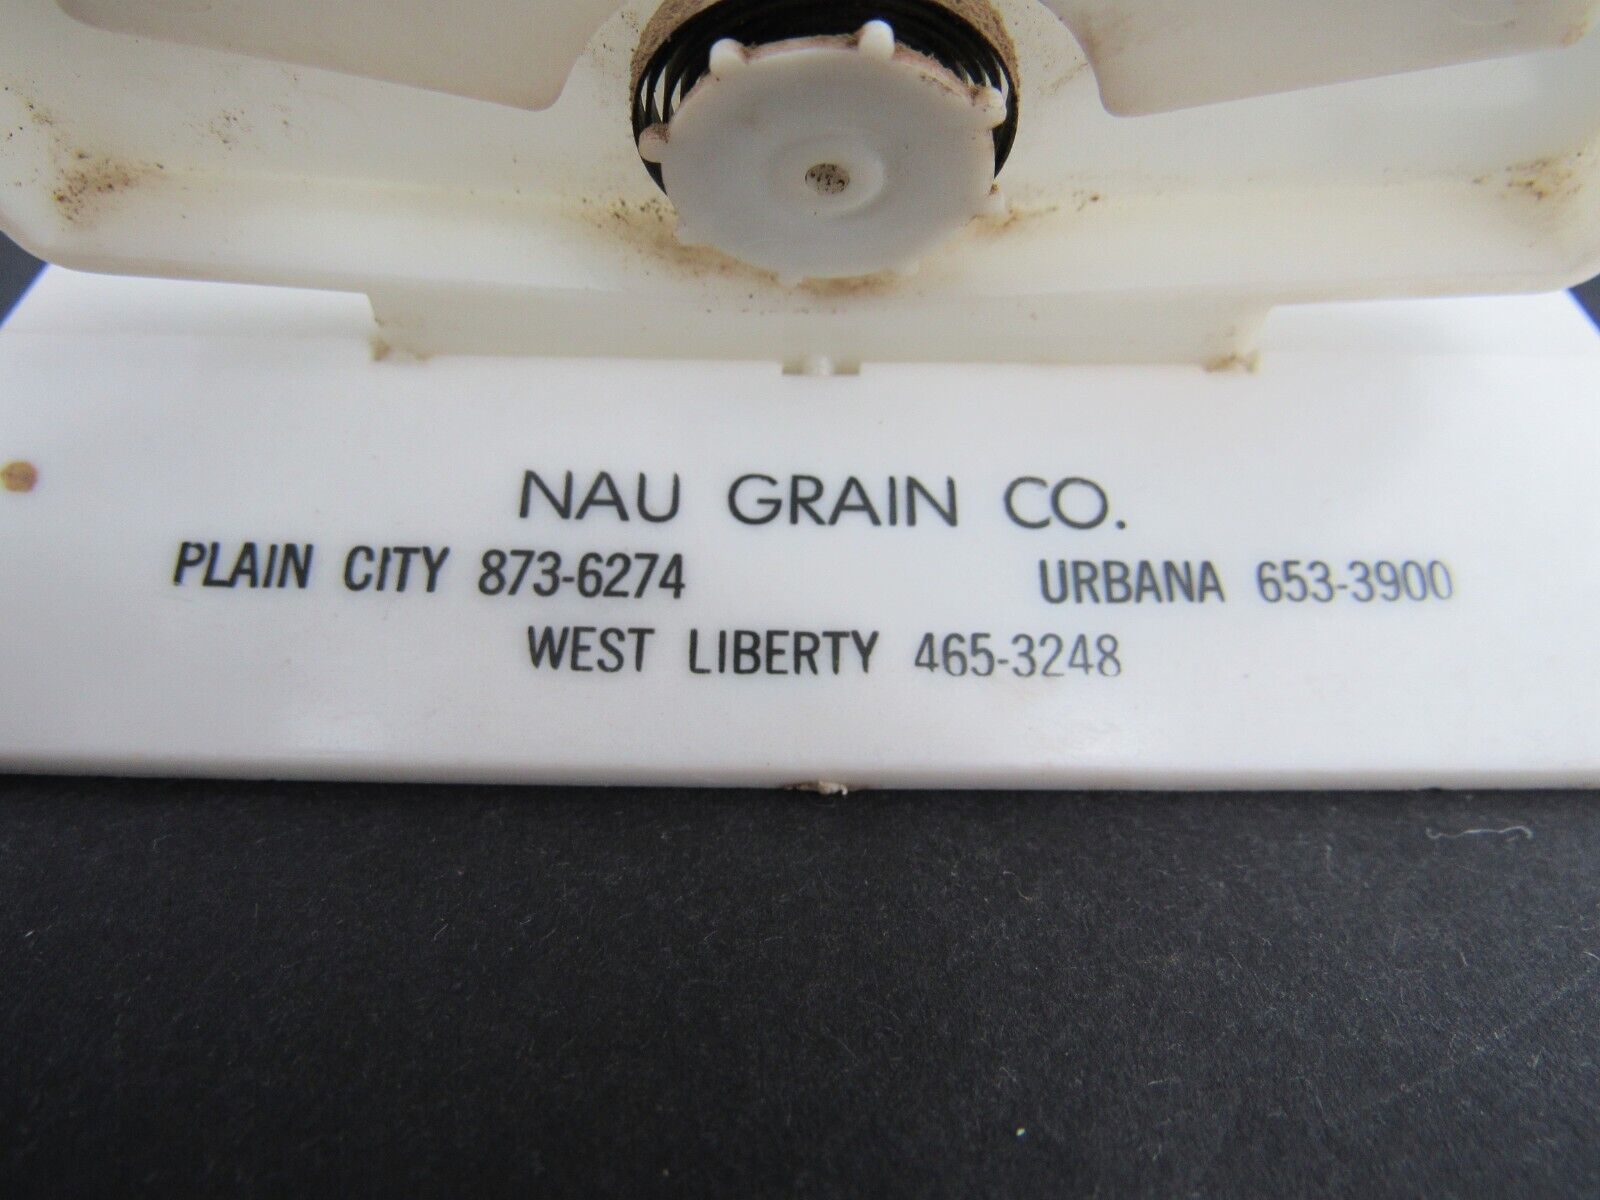 NAU GRAIN CO.
PLAIN CITY 873-6274 URBANA 653-3900
WEST LIBERTY 465-3248